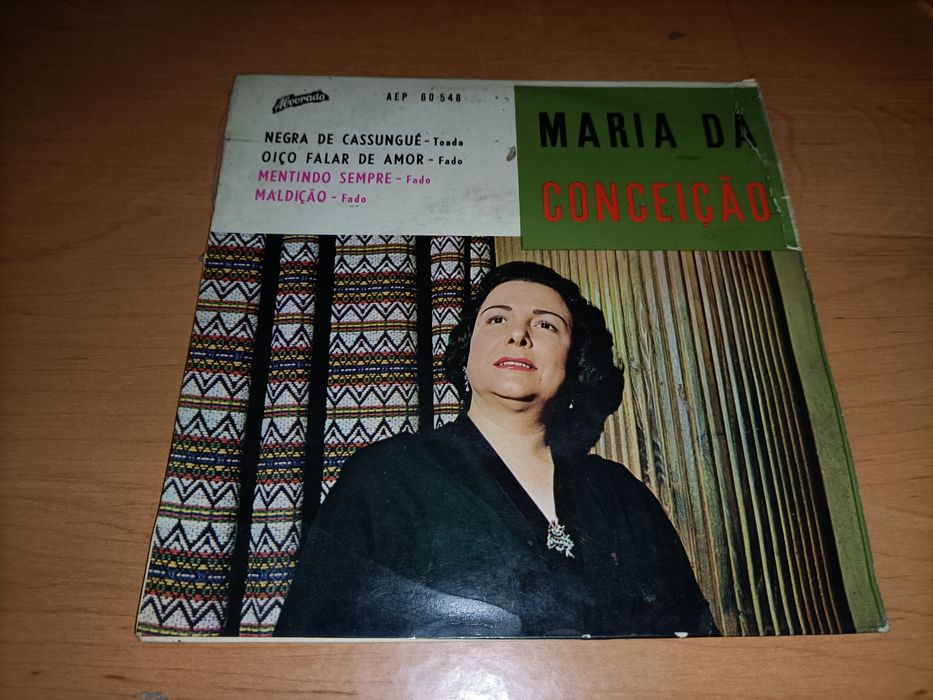 Alvorada
AEP 60 548
NEGRA DE CASSUNGUÉ - Toada
OIÇO FALAR DE AMOR - Fado
MENTINDO SEMPRE - Fado
MALDIÇÃO - Fado
MARIA DA
CONCEIÇÃO